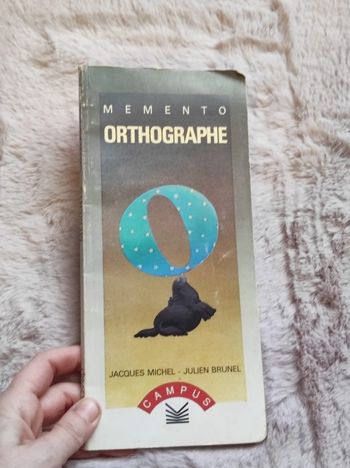 MEMENTO
ORTHOGRAPHE
JACQUES MICHEL - JULIEN BRUNEL
CAMPUS